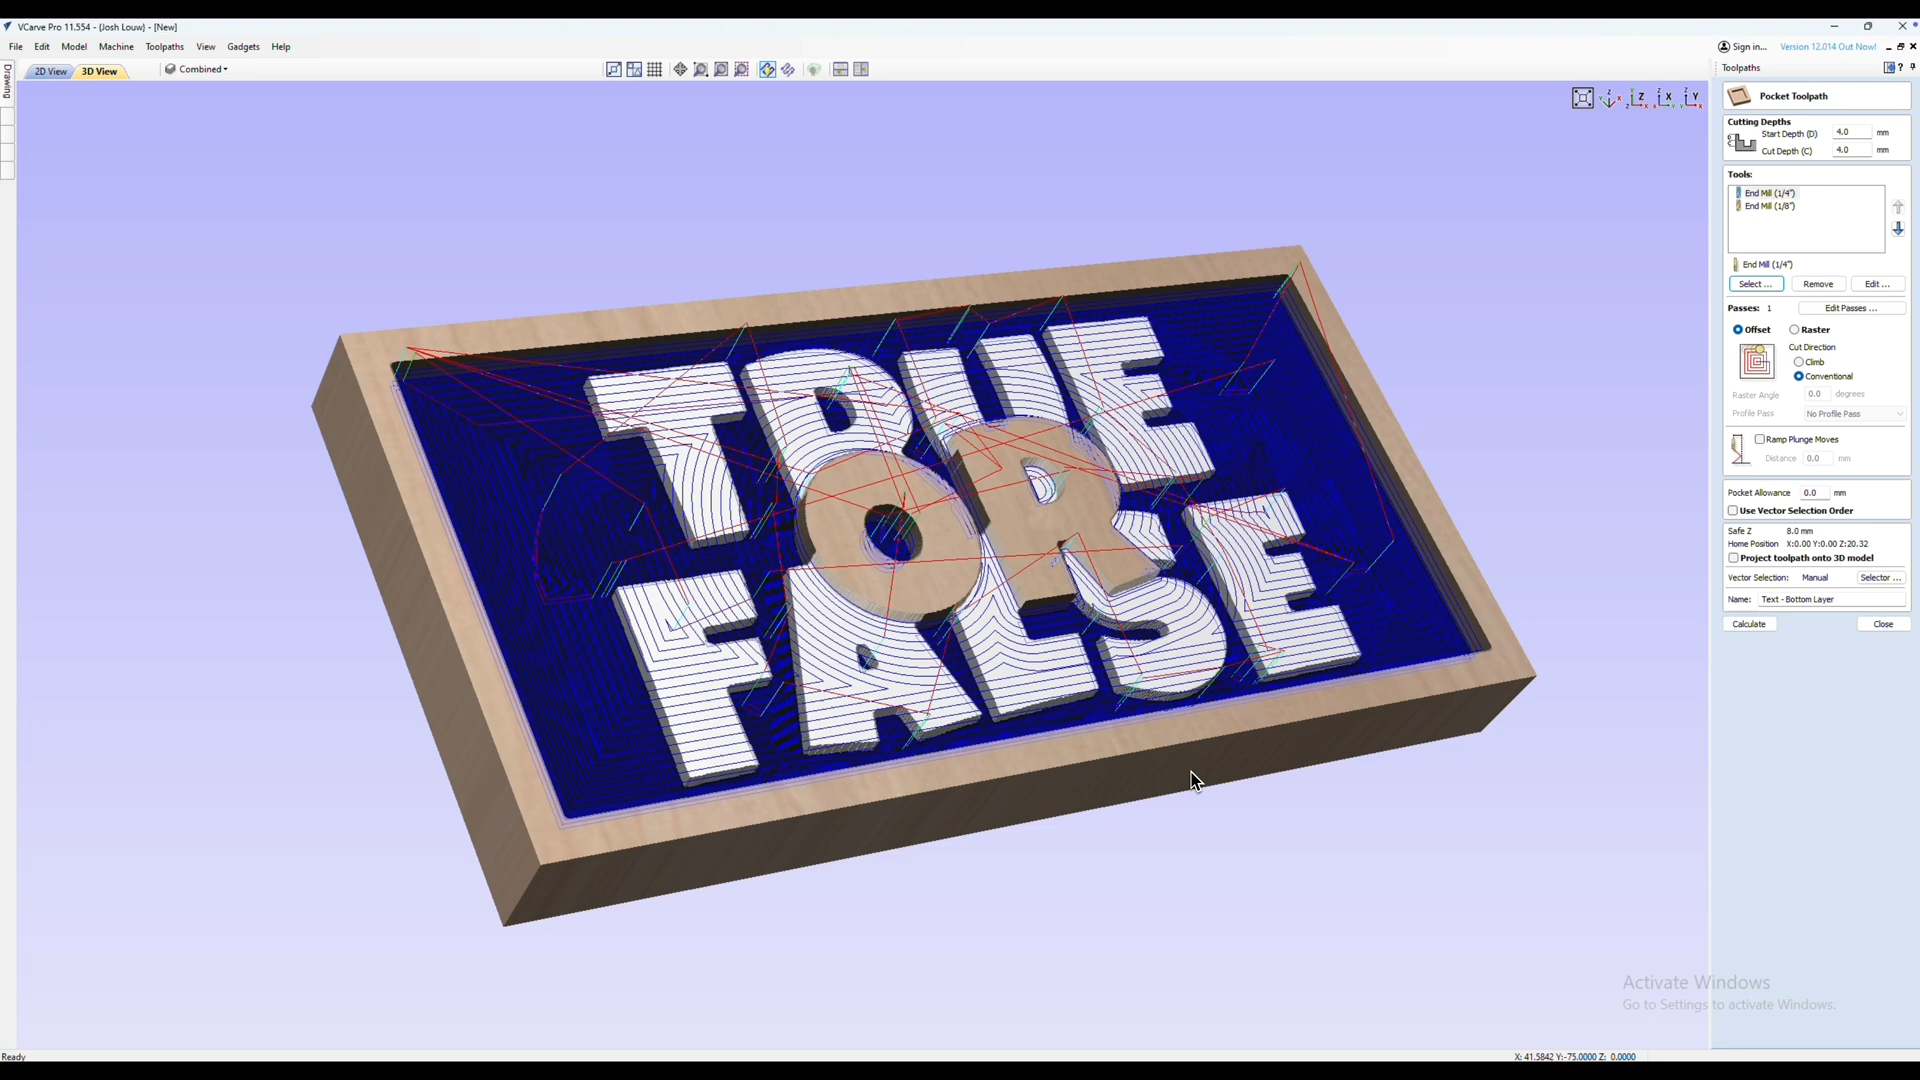 VCarve Pro 11.554 - {Josh Louw} - [New]
File Edit Model Machine Toolpaths View Gadgets Help
Sign in... Version 12.014 Out Now!
Drawing
2D View 3D View Combined
Toolpaths
Pocket Toolpath
Cutting Depths
Start Depth (D) 4.0 mm
Cut Depth (C) 4.0 mm
Tools:
End Mill (1/4")
End Mill (1/8")
End Mill (1/4")
Select ... Remove Edit ...
Passes: 1 Edit Passes ...
Offset Raster
Cut Direction
Climb
Conventional
Raster Angle 0.0 degrees
Profile Pass No Profile Pass
Ramp Plunge Moves
Distance 0.0 mm
Pocket Allowance 0.0 mm
Use Vector Selection Order
Safe Z 8.0 mm
Home Position X:0.00 Y:0.00 Z:20.32
Project toolpath onto 3D model
Vector Selection: Manual Selector ...
Name: Text - Bottom Layer
Calculate Close
TRUE
OR
FALSE
Activate Windows
Go to Settings to activate Windows.
Ready
X: 41.5842 Y:-75.0000 Z: 0.0000